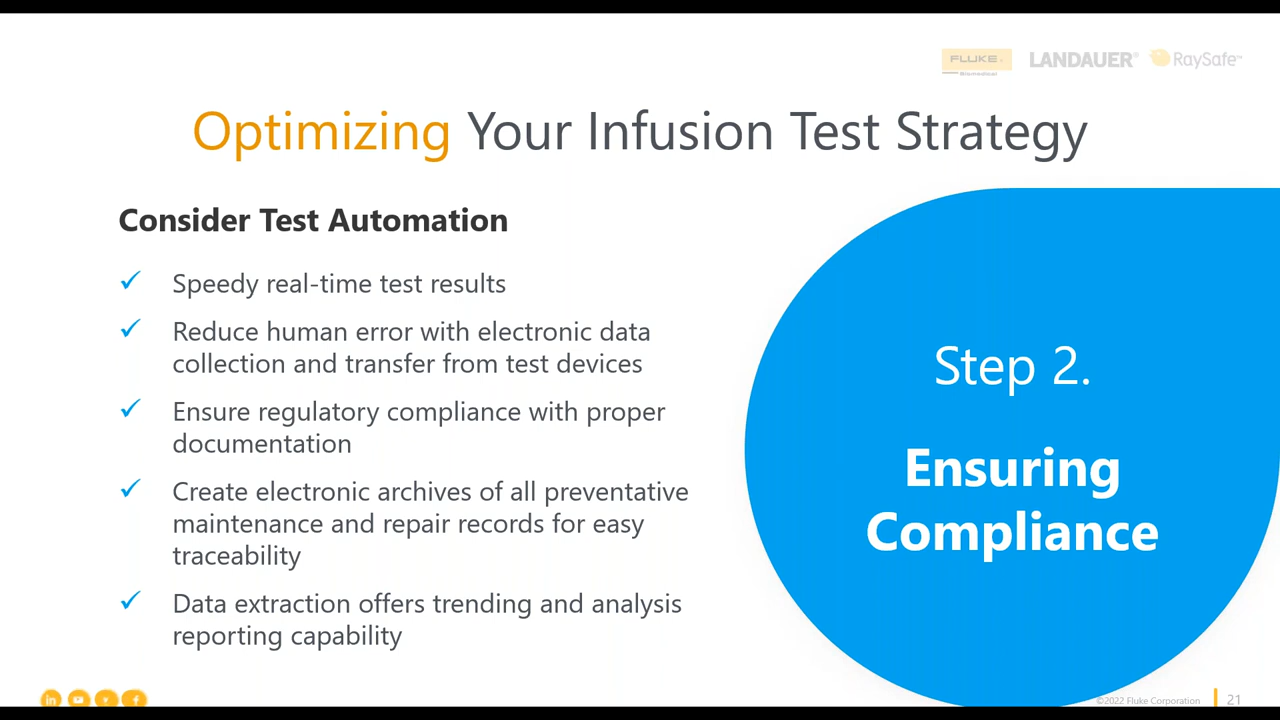 FLUKE
Biomedical
LANDAUER®
RaySafe™
Optimizing Your Infusion Test Strategy
Consider Test Automation
✓ Speedy real-time test results
✓ Reduce human error with electronic data
collection and transfer from test devices
✓ Ensure regulatory compliance with proper
documentation
✓ Create electronic archives of all preventative
maintenance and repair records for easy
traceability
✓ Data extraction offers trending and analysis
reporting capability
Step 2.
Ensuring
Compliance
©2022 Fluke Corporation
21